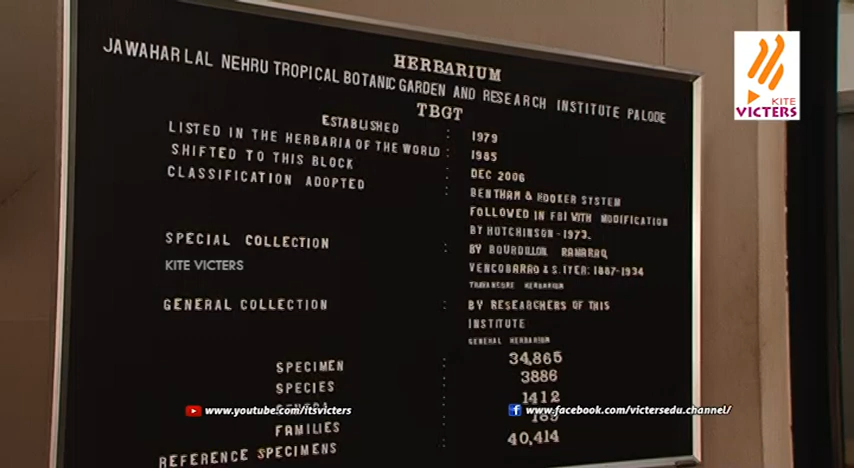 HERBARIUM
JAWAHAR LAL NEHRU TROPICAL BOTANIC GARDEN AND RESEARCH INSTITUTE PALODE
TBGT
ESTABLISHED : 1979
LISTED IN THE HERBARIA OF THE WORLD : 1985
SHIFTED TO THIS BLOCK : DEC 2006
CLASSIFICATION ADOPTED : BENTHAM & HOOKER SYSTEM
FOLLOWED IN FBI WITH MODIFICATION
BY HUTCHINSON - 1973.
SPECIAL COLLECTION : BY BOURDILLON, RAMARAO,
VENCOBARAO & S. IYER: 1887-1934
KITE VICTERS
TRAVANCORE HERBARIUM
GENERAL COLLECTION : BY RESEARCHERS OF THIS
INSTITUTE
GENERAL HERBARIUM
SPECIMEN : 34,865
SPECIES : 3886
1412
FAMILIES :
REFERENCE SPECIMENS : 40,414
KITE
VICTERS
www.youtube.com/itsvicters
www.facebook.com/victersedu.channel/